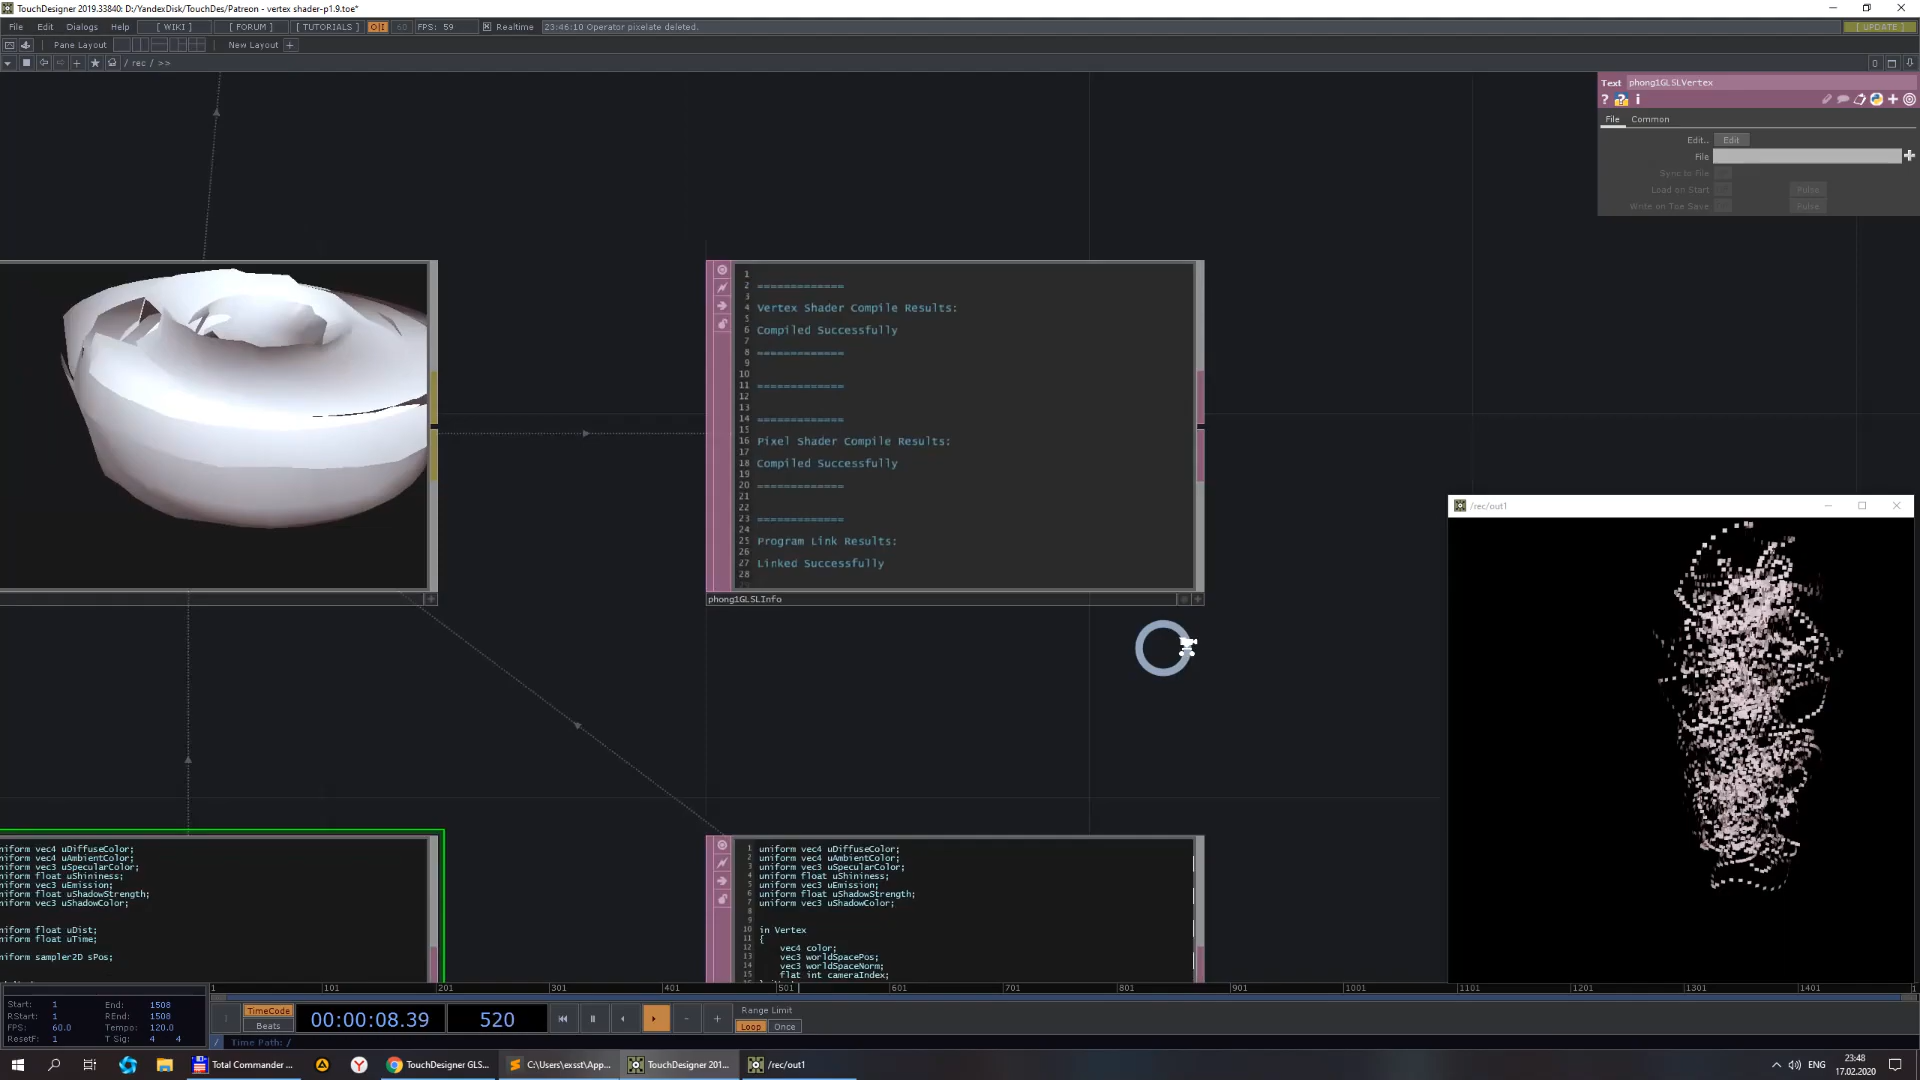 TouchDesigner 2019.33840: D:/YandexDisk/TouchDes/Patreon - vertex shader-p1.9.toe*
File Edit Dialogs Help [ WIKI ] [ FORUM ] [ TUTORIALS ] O|I 60 FPS: 59 Realtime 23:46:10 Operator pixelate deleted. [ UPDATE ]
Pane Layout New Layout +
/ rec / >> 0
Text phong1GLSLVertex
? ? i
File Common
Edit.. Edit
File
Sync to File
Load on Start Pulse
Write on Toe Save Pulse
1
2 =============
3
4 Vertex Shader Compile Results:
5
6 Compiled Successfully
7
8 =============
9
10
11 =============
12
13
14 =============
15
16 Pixel Shader Compile Results:
17
18 Compiled Successfully
19
20 =============
21
22
23 =============
24
25 Program Link Results:
26
27 Linked Successfully
28
phong1GLSLInfo
/rec/out1
niform vec4 uDiffuseColor;
niform vec4 uAmbientColor;
niform vec3 uSpecularColor;
niform float uShininess;
niform vec3 uEmission;
niform float uShadowStrength;
niform vec3 uShadowColor;
niform float uDist;
niform float uTime;
niform sampler2D sPos;
1 uniform vec4 uDiffuseColor;
2 uniform vec4 uAmbientColor;
3 uniform vec3 uSpecularColor;
4 uniform float uShininess;
5 uniform vec3 uEmission;
6 uniform float uShadowStrength;
7 uniform vec3 uShadowColor;
8
9
10 in Vertex
11 {
12 vec4 color;
13 vec3 worldSpacePos;
14 vec3 worldSpaceNorm;
15 flat int cameraIndex;
1 101 201 301 401 501 601 701 801 901 1001 1101 1201 1301 1401
Start: 1 End: 1508
RStart: 1 REnd: 1508
FPS: 60.0 Tempo: 120.0
ResetF: 1 T Sig: 4 4
TimeCode
Beats
00:00:08.39 520
- +
Range Limit
Loop Once
/ Time Path: /
Total Commander ... TouchDesigner GLS... C:\Users\exsst\App... TouchDesigner 201... /rec/out1
ENG 23:48
17.02.2020